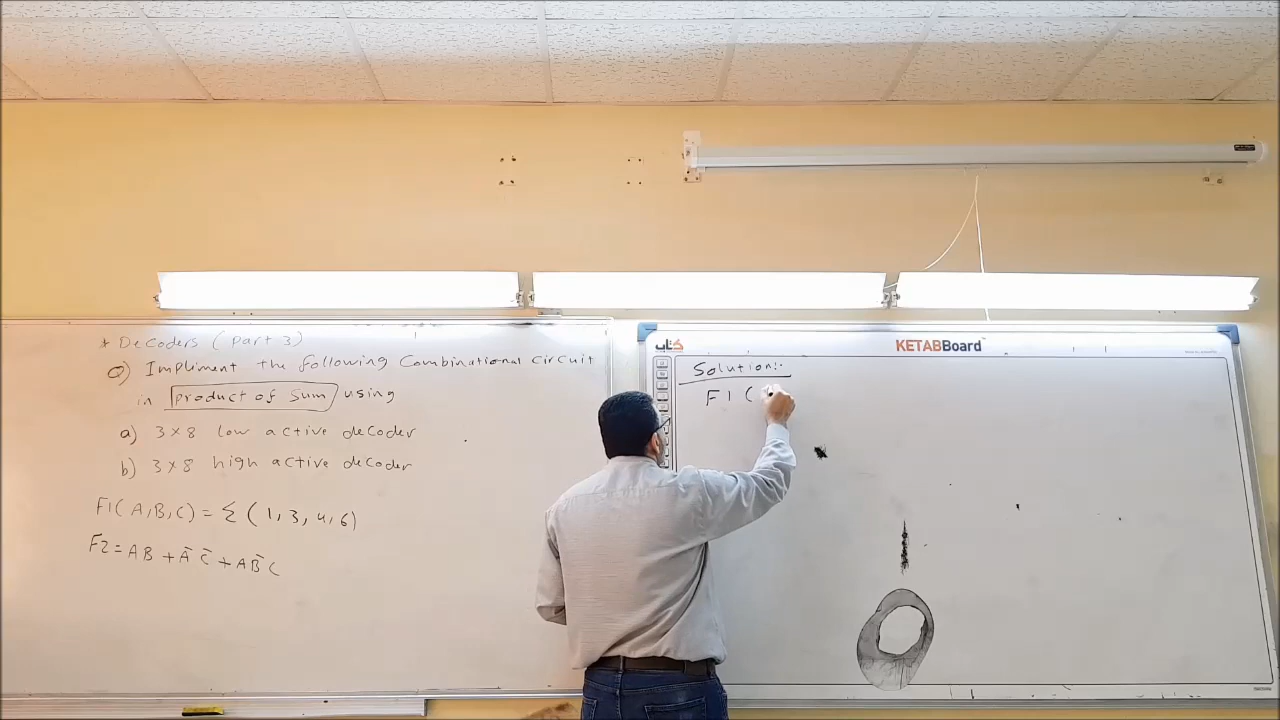 * Decoders (Part 3)
Q) Impliment the following Combinational Circuit
in product of sum using
a) 3×8 low active decoder
b) 3×8 high active decoder
F1(A,B,C) = Σ (1,3,4,6)
F2 = AB + A̅ C̅ + AB̅ C
كتاب
KETABBoard
Solution:-
F1 (